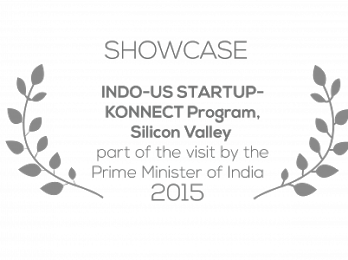 SHOWCASE
INDO-US STARTUP-
KONNECT Program,
Silicon Valley
part of the visit by the
Prime Minister of India
2015